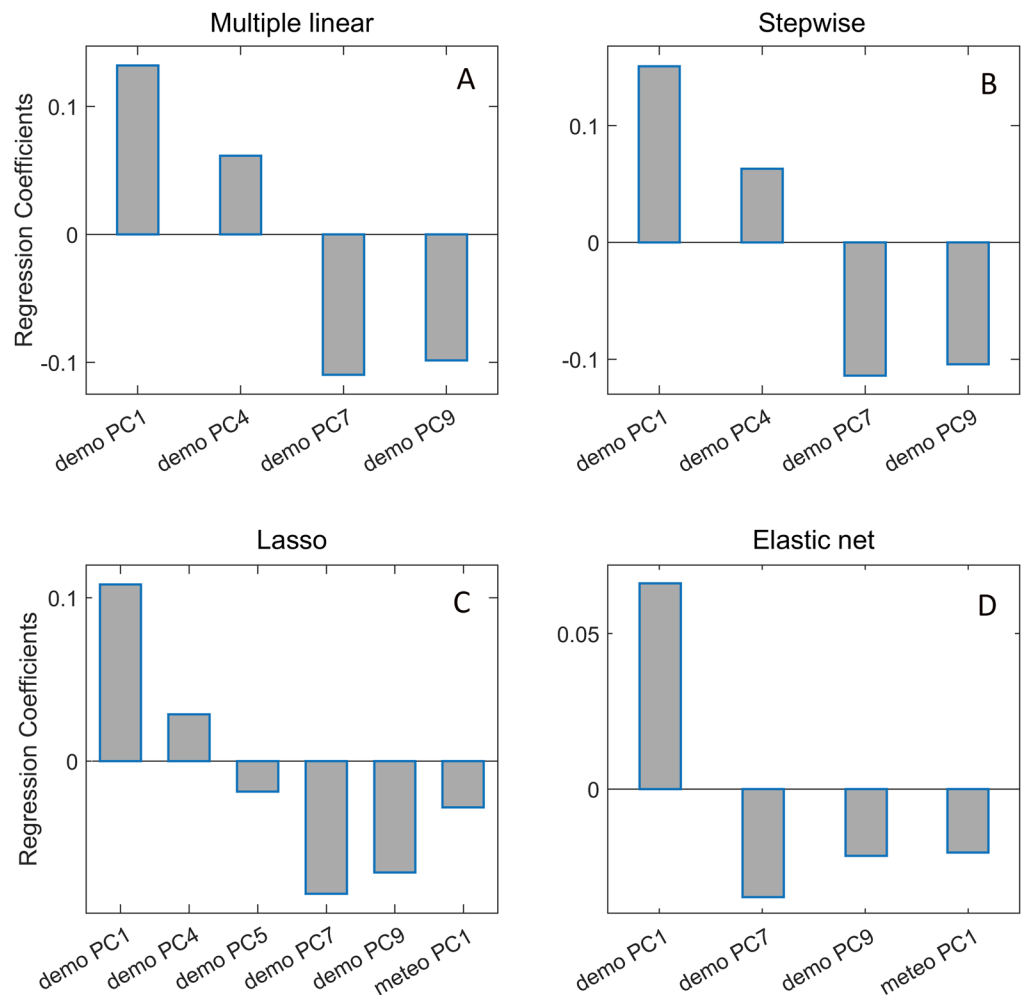 Multiple linear
A
Regression Coefficients
0.1
0
-0.1
demo PC1
demo PC4
demo PC7
demo PC9
Stepwise
B
0.1
0
-0.1
demo PC1
demo PC4
demo PC7
demo PC9
Lasso
C
Regression Coefficients
0.1
0
demo PC1
demo PC4
demo PC5
demo PC7
demo PC9
meteo PC1
Elastic net
D
0.05
0
demo PC1
demo PC7
demo PC9
meteo PC1